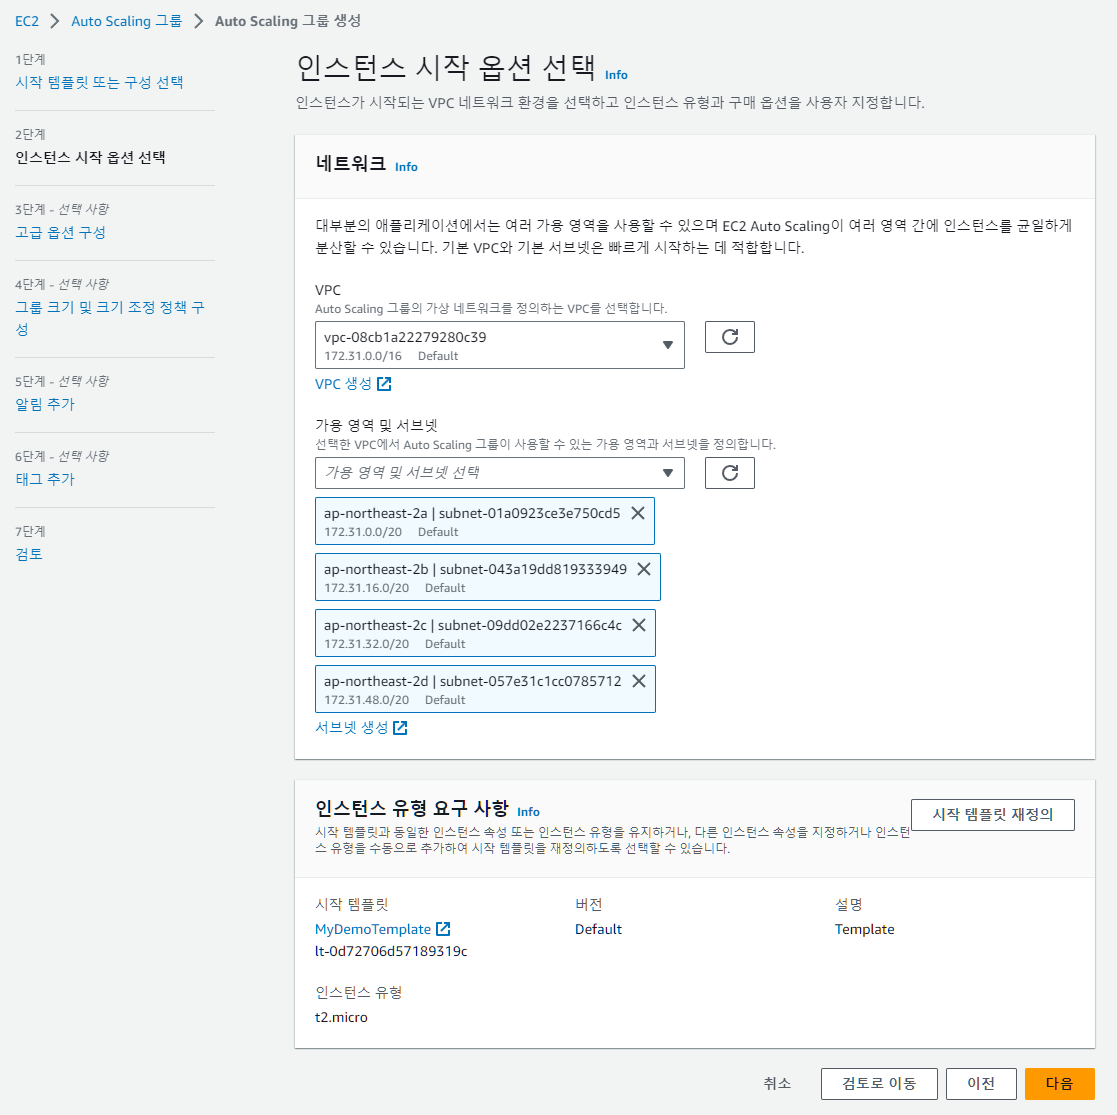 EC2 > Auto Scaling 그룹 > Auto Scaling 그룹 생성
1단계
시작 템플릿 또는 구성 선택
2단계
인스턴스 시작 옵션 선택
3단계 - 선택 사항
고급 옵션 구성
4단계 - 선택 사항
그룹 크기 및 크기 조정 정책 구
성
5단계 - 선택 사항
알림 추가
6단계 - 선택 사항
태그 추가
7단계
검토
인스턴스 시작 옵션 선택 Info
인스턴스가 시작되는 VPC 네트워크 환경을 선택하고 인스턴스 유형과 구매 옵션을 사용자 지정합니다.
네트워크 Info
대부분의 애플리케이션에서는 여러 가용 영역을 사용할 수 있으며 EC2 Auto Scaling이 여러 영역 간에 인스턴스를 균일하게
분산할 수 있습니다. 기본 VPC와 기본 서브넷은 빠르게 시작하는 데 적합합니다.
VPC
Auto Scaling 그룹의 가상 네트워크를 정의하는 VPC를 선택합니다.
vpc-08cb1a22279280c39
172.31.0.0/16 Default
VPC 생성
가용 영역 및 서브넷
선택한 VPC에서 Auto Scaling 그룹이 사용할 수 있는 가용 영역과 서브넷을 정의합니다.
가용 영역 및 서브넷 선택
ap-northeast-2a | subnet-01a0923ce3e750cd5
172.31.0.0/20 Default
ap-northeast-2b | subnet-043a19dd819333949
172.31.16.0/20 Default
ap-northeast-2c | subnet-09dd02e2237166c4c
172.31.32.0/20 Default
ap-northeast-2d | subnet-057e31c1cc0785712
172.31.48.0/20 Default
서브넷 생성
인스턴스 유형 요구 사항 Info
시작 템플릿 재정의
시작 템플릿과 동일한 인스턴스 속성 또는 인스턴스 유형을 유지하거나, 다른 인스턴스 속성을 지정하거나 인스턴
스 유형을 수동으로 추가하여 시작 템플릿을 재정의하도록 선택할 수 있습니다.
시작 템플릿 버전 설명
MyDemoTemplate Default Template
lt-0d72706d57189319c
인스턴스 유형
t2.micro
취소 검토로 이동 이전 다음